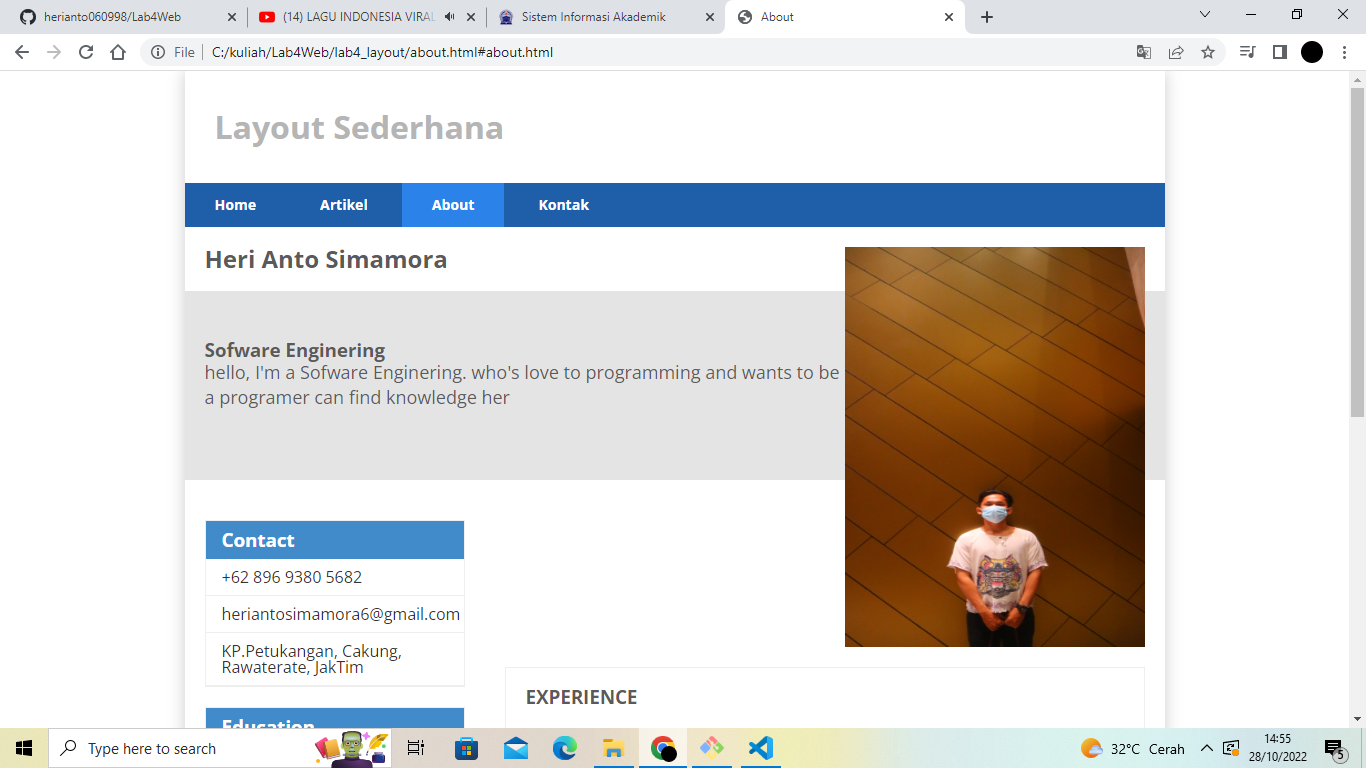 herianto060998/Lab4Web
(14) LAGU INDONESIA VIRAL
Sistem Informasi Akademik
About
File
C:/kuliah/Lab4Web/lab4_layout/about.html#about.html
Layout Sederhana
Home
Artikel
About
Kontak
Heri Anto Simamora
Sofware Enginering
hello, I'm a Sofware Enginering. who's love to programming and wants to be
a programer can find knowledge her
Contact
+62 896 9380 5682
heriantosimamora6@gmail.com
KP.Petukangan, Cakung,
Rawaterate, JakTim
EXPERIENCE
Education
Type here to search
32°C Cerah
14:55
28/10/2022
5